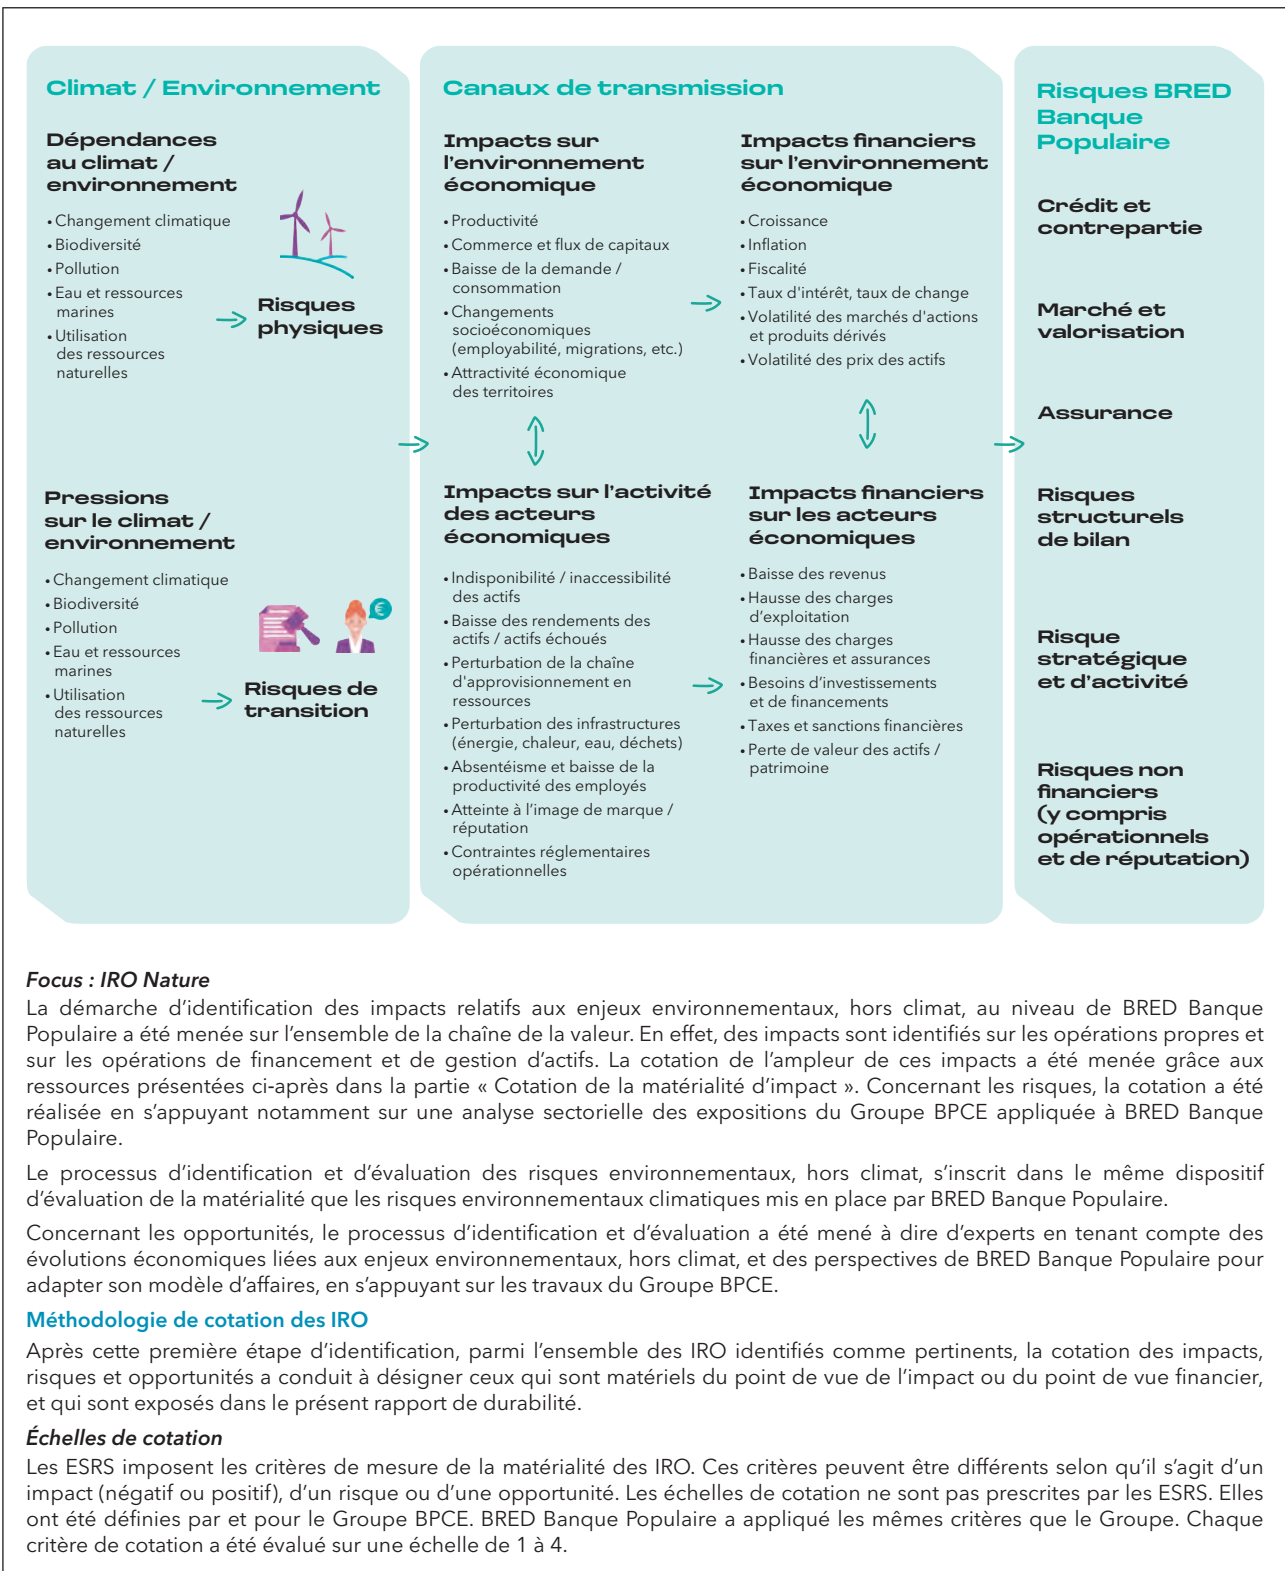 Climat / Environnement
Dépendances
au climat /
environnement
• Changement climatique
• Biodiversité
• Pollution
• Eau et ressources
marines
• Utilisation
des ressources
naturelles
Risques
physiques
Pressions
sur le climat /
environnement
• Changement climatique
• Biodiversité
• Pollution
• Eau et ressources
marines
• Utilisation
des ressources
naturelles
€
Risques de
transition
Canaux de transmission
Impacts sur
l'environnement
économique
• Productivité
• Commerce et flux de capitaux
• Baisse de la demande /
consommation
• Changements
socioéconomiques
(employabilité, migrations, etc.)
• Attractivité économique
des territoires
Impacts financiers
sur l'environnement
économique
• Croissance
• Inflation
• Fiscalité
• Taux d'intérêt, taux de change
• Volatilité des marchés d'actions
et produits dérivés
• Volatilité des prix des actifs
Impacts sur l'activité
des acteurs
économiques
• Indisponibilité / inaccessibilité
des actifs
• Baisse des rendements des
actifs / actifs échoués
• Perturbation de la chaîne
d'approvisionnement en
ressources
• Perturbation des infrastructures
(énergie, chaleur, eau, déchets)
• Absentéisme et baisse de la
productivité des employés
• Atteinte à l'image de marque /
réputation
• Contraintes réglementaires
opérationnelles
Impacts financiers
sur les acteurs
économiques
• Baisse des revenus
• Hausse des charges
d'exploitation
• Hausse des charges
financières et assurances
• Besoins d'investissements
et de financements
• Taxes et sanctions financières
• Perte de valeur des actifs /
patrimoine
Risques BRED
Banque
Populaire
Crédit et
contrepartie
Marché et
valorisation
Assurance
Risques
structurels
de bilan
Risque
stratégique
et d'activité
Risques non
financiers
(y compris
opérationnels
et de réputation)
Focus : IRO Nature
La démarche d'identification des impacts relatifs aux enjeux environnementaux, hors climat, au niveau de BRED Banque
Populaire a été menée sur l'ensemble de la chaîne de la valeur. En effet, des impacts sont identifiés sur les opérations propres et
sur les opérations de financement et de gestion d'actifs. La cotation de l'ampleur de ces impacts a été menée grâce aux
ressources présentées ci-après dans la partie « Cotation de la matérialité d'impact ». Concernant les risques, la cotation a été
réalisée en s'appuyant notamment sur une analyse sectorielle des expositions du Groupe BPCE appliquée à BRED Banque
Populaire.
Le processus d'identification et d'évaluation des risques environnementaux, hors climat, s'inscrit dans le même dispositif
d'évaluation de la matérialité que les risques environnementaux climatiques mis en place par BRED Banque Populaire.
Concernant les opportunités, le processus d'identification et d'évaluation a été mené à dire d'experts en tenant compte des
évolutions économiques liées aux enjeux environnementaux, hors climat, et des perspectives de BRED Banque Populaire pour
adapter son modèle d'affaires, en s'appuyant sur les travaux du Groupe BPCE.
Méthodologie de cotation des IRO
Après cette première étape d'identification, parmi l'ensemble des IRO identifiés comme pertinents, la cotation des impacts,
risques et opportunités a conduit à désigner ceux qui sont matériels du point de vue de l'impact ou du point de vue financier,
et qui sont exposés dans le présent rapport de durabilité.
Échelles de cotation
Les ESRS imposent les critères de mesure de la matérialité des IRO. Ces critères peuvent être différents selon qu'il s'agit d'un
impact (négatif ou positif), d'un risque ou d'une opportunité. Les échelles de cotation ne sont pas prescrites par les ESRS. Elles
ont été définies par et pour le Groupe BPCE. BRED Banque Populaire a appliqué les mêmes critères que le Groupe. Chaque
critère de cotation a été évalué sur une échelle de 1 à 4.